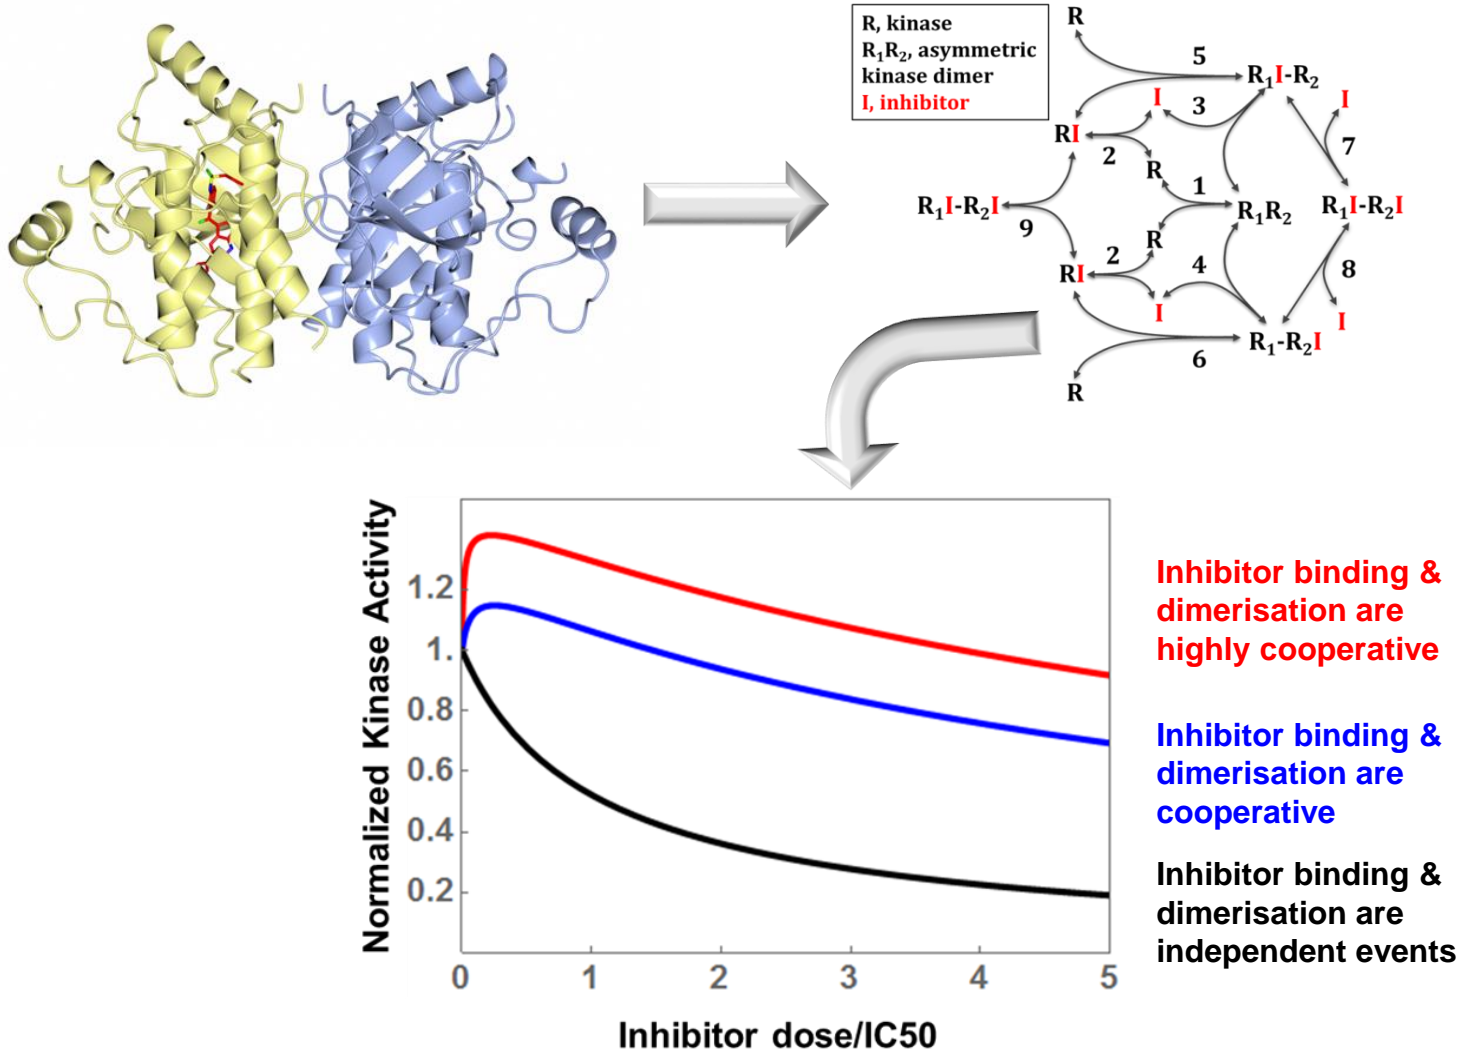 R, kinase
R₁R₂, asymmetric
kinase dimer
I, inhibitor
R
5
R₁I-R₂
I
3
I
RI
2
7
R
1
R₁I-R₂I
R₁R₂
R₁I-R₂I
9
R
2
4
RI
8
I
I
R₁-R₂I
6
R
Normalized Kinase Activity
1.2
1.
0.8
0.6
0.4
0.2
0
1
2
3
4
5
Inhibitor dose/IC50
Inhibitor binding &
dimerisation are
highly cooperative
Inhibitor binding &
dimerisation are
cooperative
Inhibitor binding &
dimerisation are
independent events